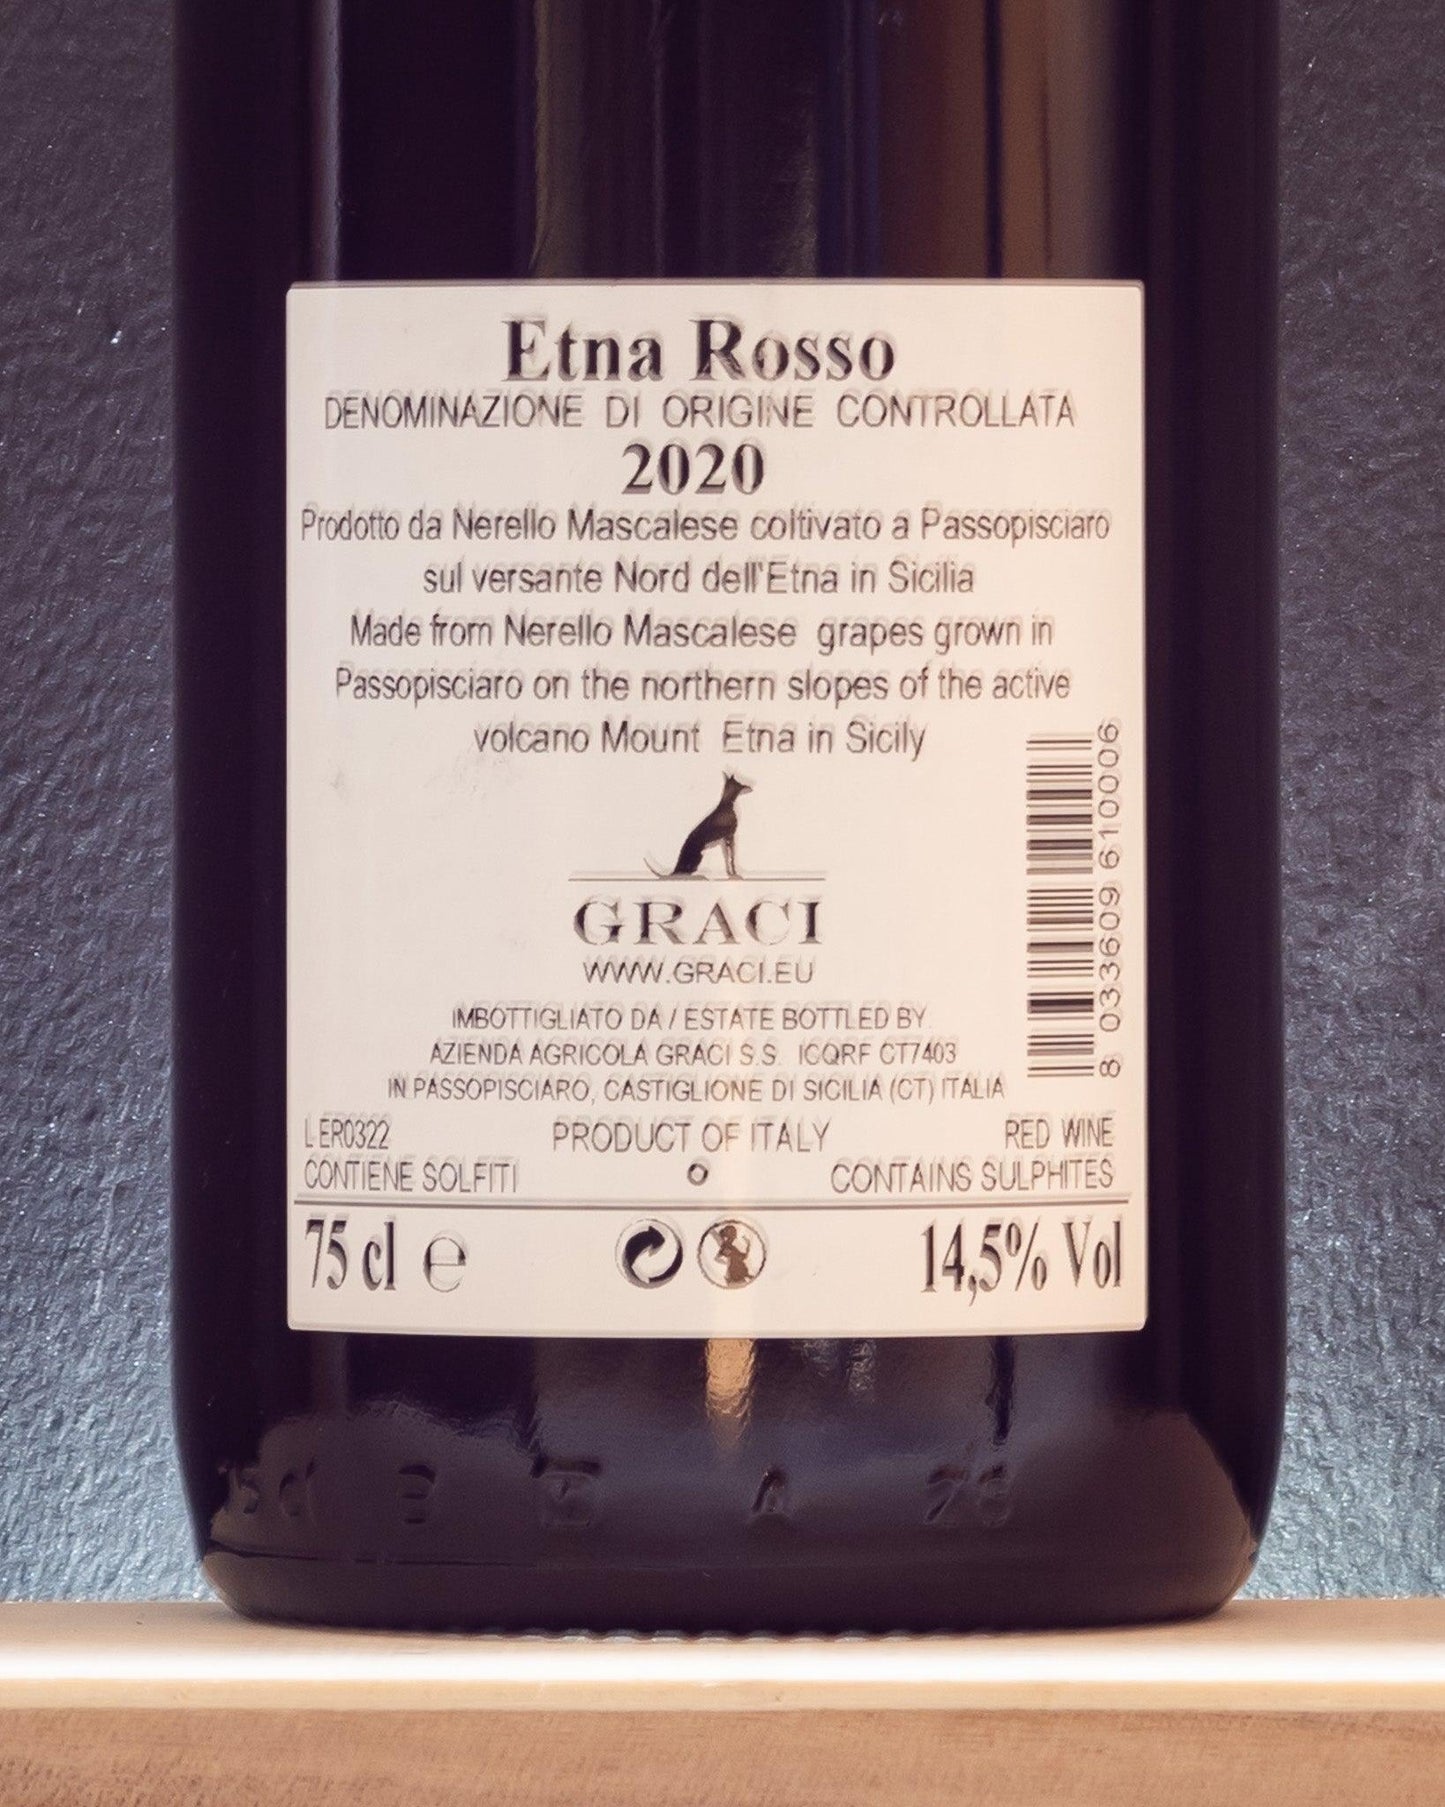 Etna Rosso
DENOMINAZIONE DI ORIGINE CONTROLLATA
2020
Prodotto da Nerello Mascalese coltivato a Passopisciaro
sul versante Nord dell'Etna in Sicilia
Made from Nerello Mascalese grapes grown in
Passopisciaro on the northern slopes of the active
volcano Mount Etna in Sicily
8 033609 610006
GRACI
WWW.GRACI.EU
IMBOTTIGLIATO DA / ESTATE BOTTLED BY
AZIENDA AGRICOLA GRACI S.S. ICQRF CT7403
IN PASSOPISCIARO, CASTIGLIONE DI SICILIA (CT) ITALIA
L ER0322 PRODUCT OF ITALY RED WINE
CONTIENE SOLFITI CONTAINS SULPHITES
75 cl e 14,5% Vol